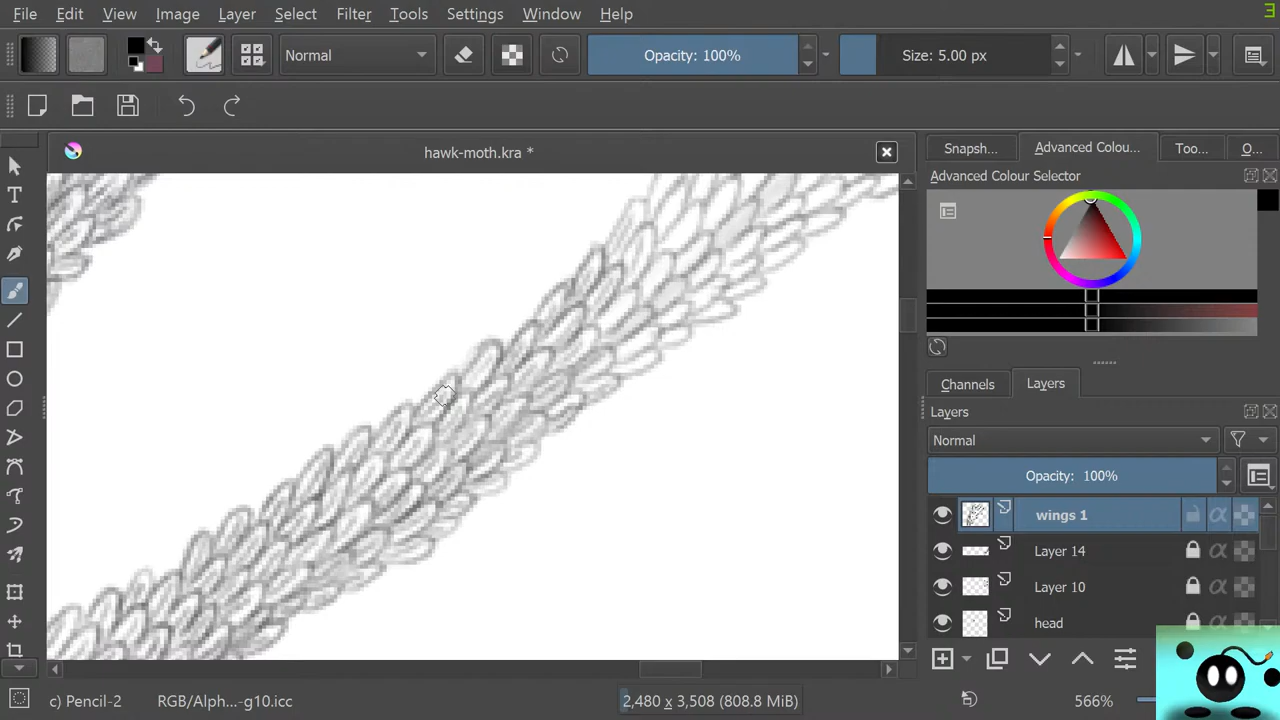 File Edit View Image Layer Select Filter Tools Settings Window Help
3
Normal Opacity: 100% Size: 5.00 px
hawk-moth.kra *
Snapsh... Advanced Colou... Too... O...
Advanced Colour Selector
Channels Layers
Layers
Normal
Opacity: 100%
wings 1
Layer 14
Layer 10
head
c) Pencil-2 RGB/Alph...-g10.icc 2,480 x 3,508 (808.8 MiB) 566%